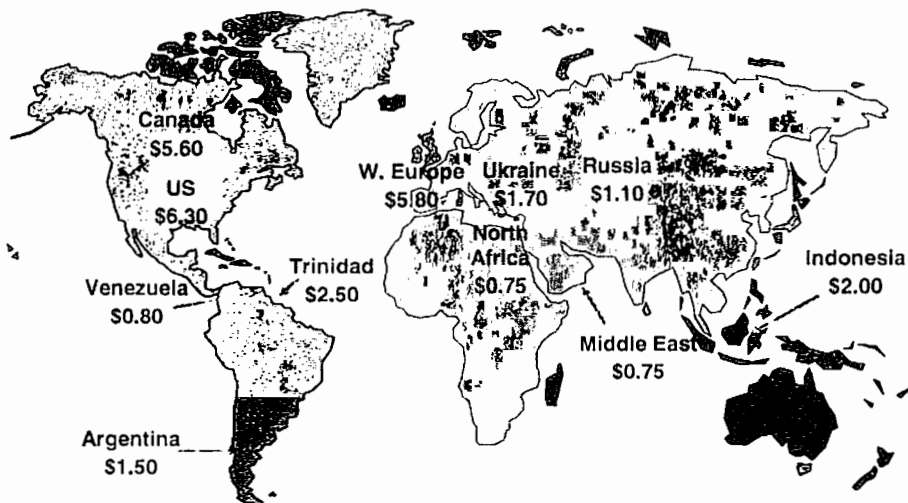 Canada
$5.60
US
$6.30
W. Europe
$5.80
Ukraine
$1.70
Russia
$1.10
North
Africa
$0.75
Venezuela
$0.80
Trinidad
$2.50
Indonesia
$2.00
Middle East
$0.75
Argentina
$1.50